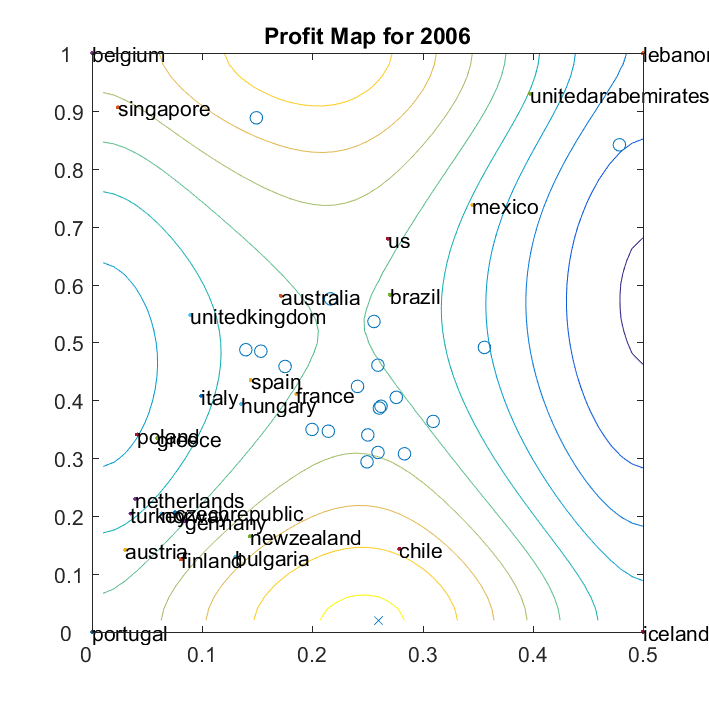 Profit Map for 2006
1
belgium
lebanon
unitedarabemirates
singapore
0.9
0.8
mexico
0.7
us
0.6
australia
brazil
unitedkingdom
0.5
spain
france
italy
hungary
0.4
poland
greece
0.3
netherlands
turkey
norway
czechrepublic
0.2
germany
newzealand
austria
chile
finland
bulgaria
0.1
portugal
iceland
0
0
0.1
0.2
0.3
0.4
0.5